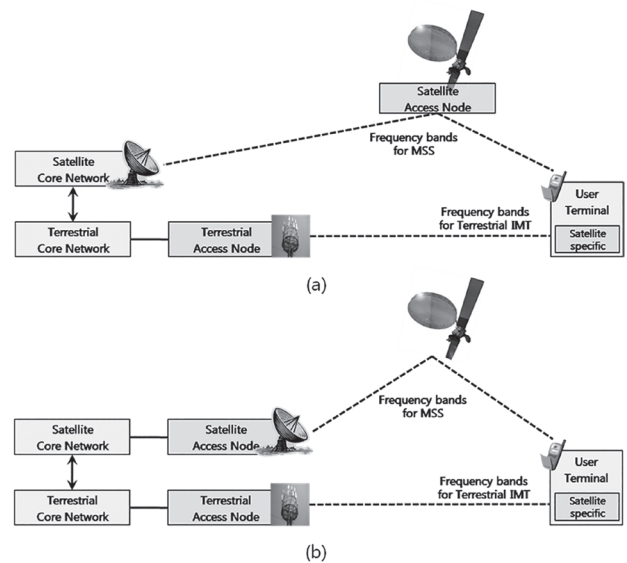 Satellite
Access Node
Frequency bands
for MSS
Satellite
Core Network
User
Terminal
Frequency bands
for Terrestrial IMT
Terrestrial
Core Network
Terrestrial
Access Node
Satellite
specific
(a)
Frequency bands
for MSS
Satellite
Core Network
Satellite
Access Node
User
Terminal
Frequency bands
for Terrestrial IMT
Terrestrial
Core Network
Terrestrial
Access Node
Satellite
specific
(b)